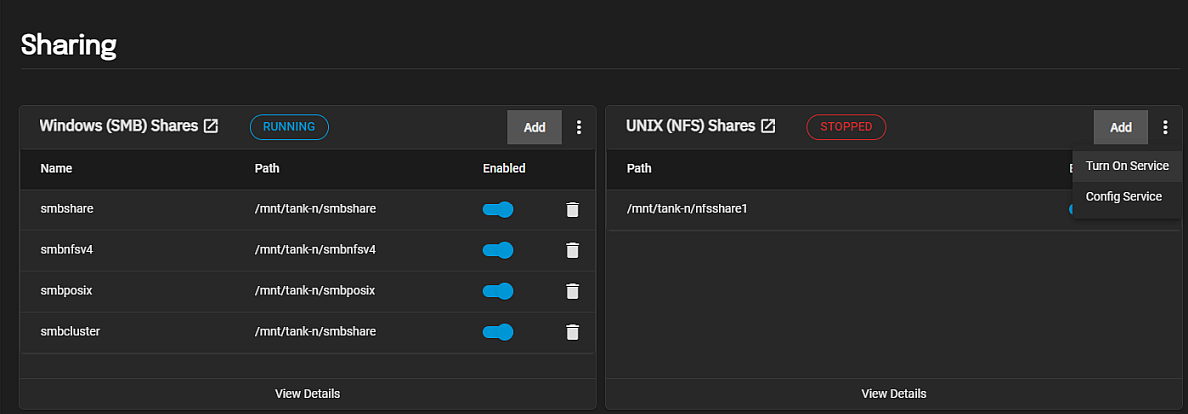 Sharing
Windows (SMB) Shares RUNNING Add
Name Path Enabled
smbshare /mnt/tank-n/smbshare
smbnfsv4 /mnt/tank-n/smbnfsv4
smbposix /mnt/tank-n/smbposix
smbcluster /mnt/tank-n/smbshare
View Details
UNIX (NFS) Shares STOPPED Add
Path
Turn On Service
Config Service
/mnt/tank-n/nfsshare1
View Details